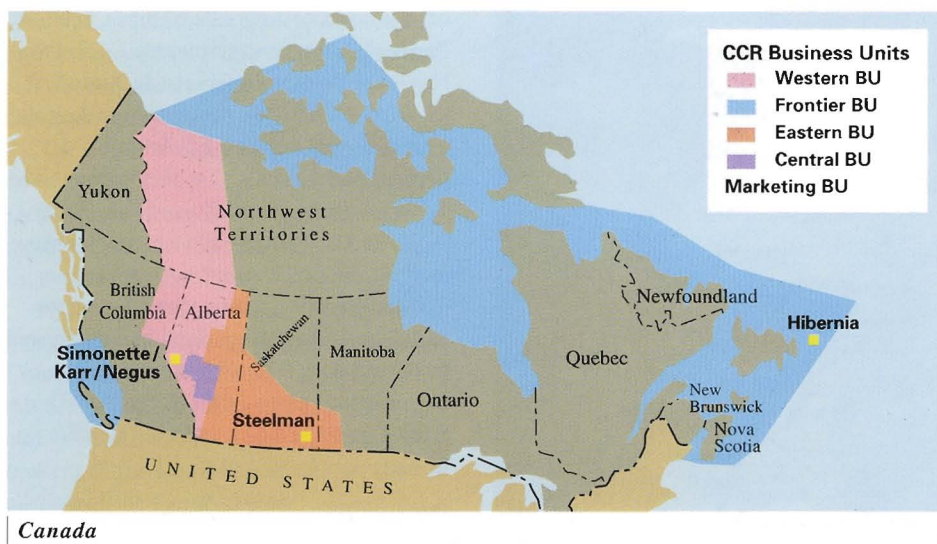 CCR Business Units
Western BU
Frontier BU
Eastern BU
Central BU
Marketing BU
Yukon
Northwest
Territories
British
Columbia
Alberta
Saskatchewan
Manitoba
Ontario
Quebec
Newfoundland
Hibernia
New
Brunswick
Nova
Scotia
Simonette/
Karr/Negus
Steelman
UNITED STATES
Canada